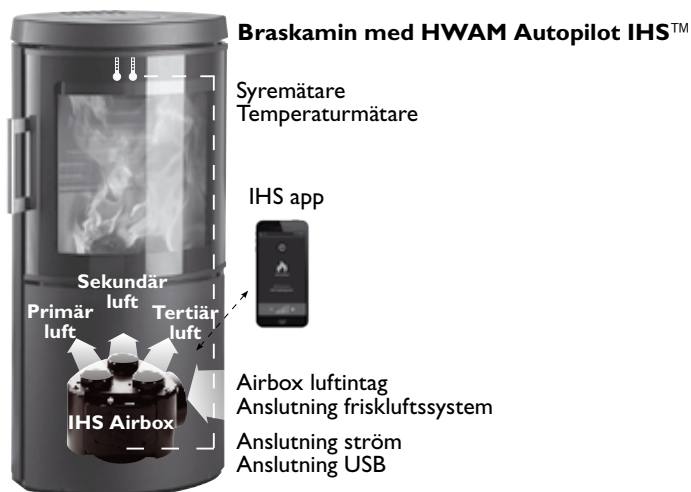 Braskamin med HWAM Autopilot IHS™
Syremätare
Temperaturmätare
IHS app
Sekundär
luft
Primär
luft
Tertiär
luft
IHS Airbox
Airbox luftintag
Anslutning friskluftssystem
Anslutning ström
Anslutning USB